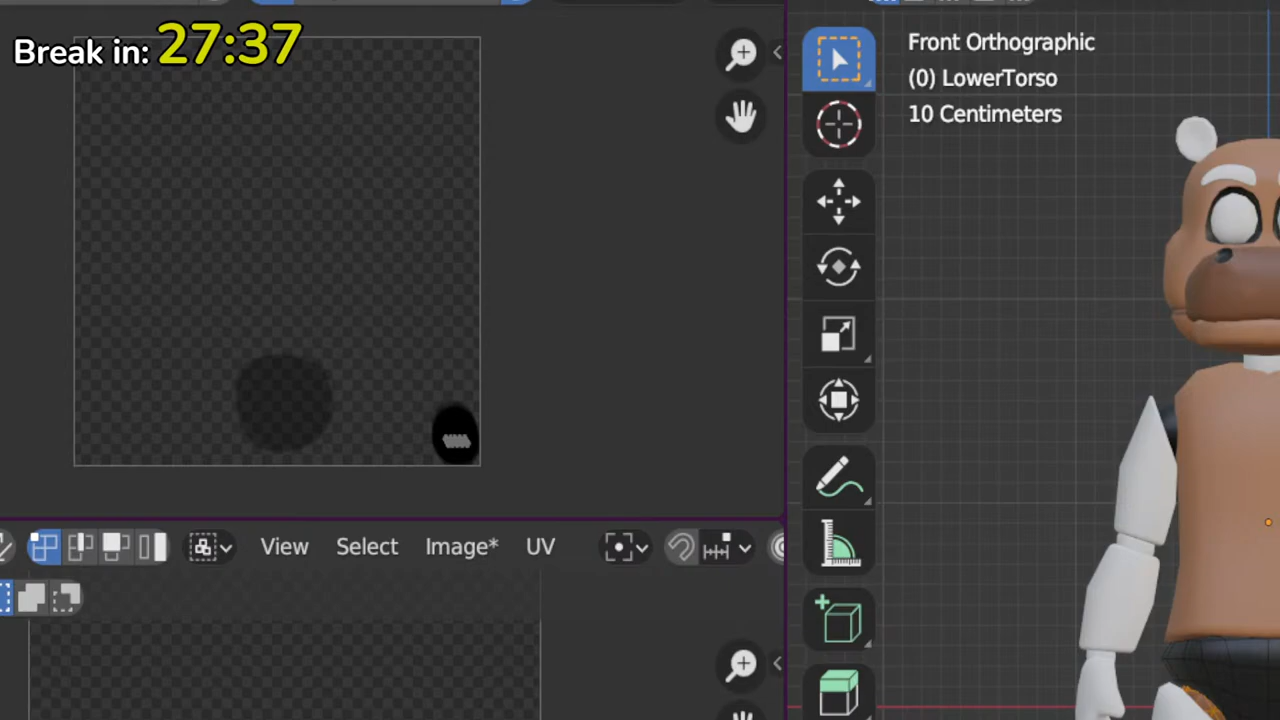 Break in: 27:37
Front Orthographic
(0) LowerTorso
10 Centimeters
View Select Image* UV